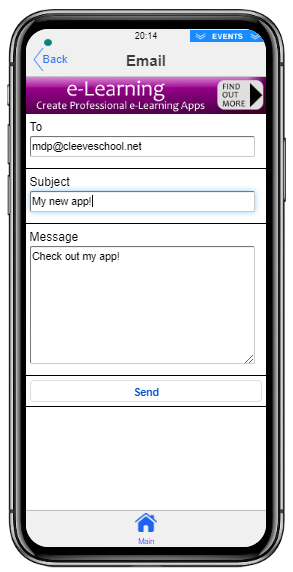 20:14
EVENTS
Back
Email
e-Learning
Create Professional e-Learning Apps
FIND
OUT
MORE
To
mdp@cleeveschool.net
Subject
My new app!
Message
Check out my app!
Send
Main